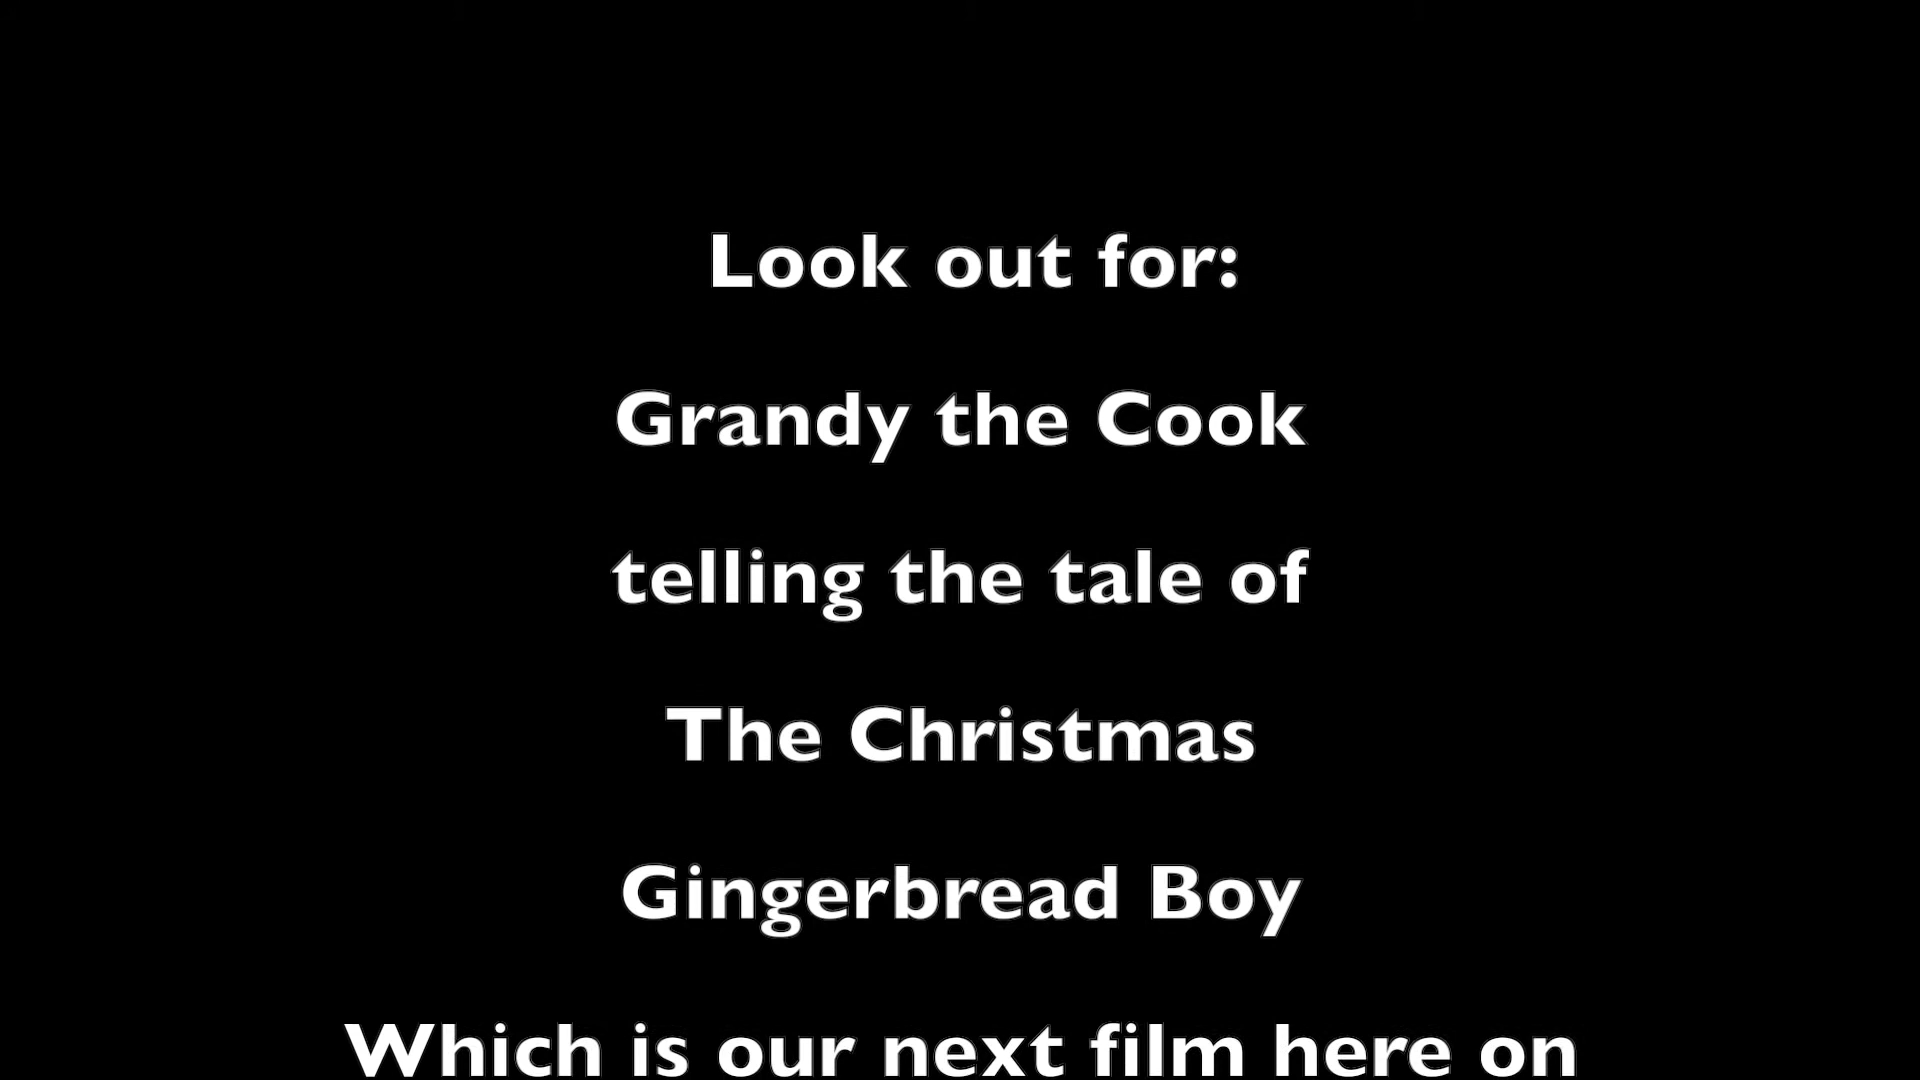 Look out for:
Grandy the Cook
telling the tale of
The Christmas
Gingerbread Boy
Which is our next film here on